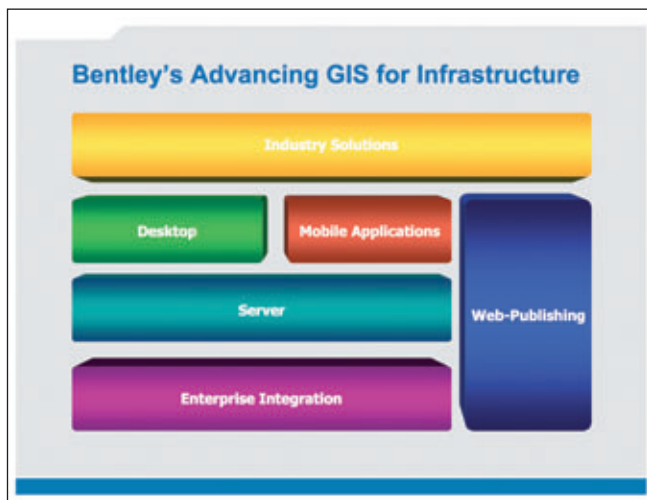 Bentley's Advancing GIS for Infrastructure
Industry Solutions
Desktop
Mobile Applications
Server
Web-Publishing
Enterprise Integration